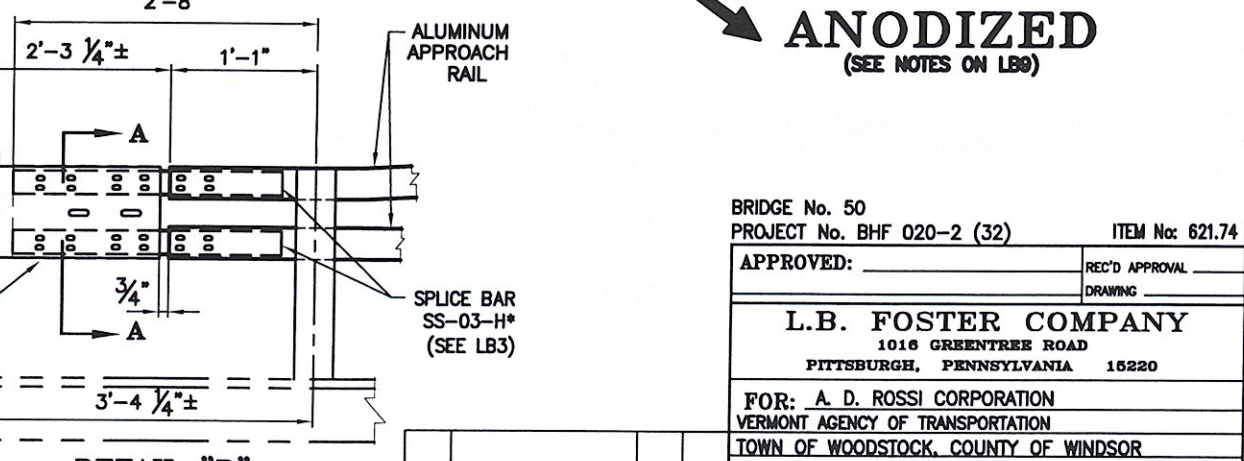 2'-8
2'-3 1/4"±
1'-1"
ALUMINUM
APPROACH
RAIL
A
3/4"
A
SPLICE BAR
SS-03-H*
(SEE LB3)
3'-4 1/4"±
ANODIZED
(SEE NOTES ON LB9)
BRIDGE No. 50
PROJECT No. BHF 020-2 (32) ITEM No: 621.74
APPROVED:
REC'D APPROVAL
DRAWING
L.B. FOSTER COMPANY
1016 GREENTREE ROAD
PITTSBURGH, PENNSYLVANIA 15220
FOR: A. D. ROSSI CORPORATION
VERMONT AGENCY OF TRANSPORTATION
TOWN OF WOODSTOCK, COUNTY OF WINDSOR